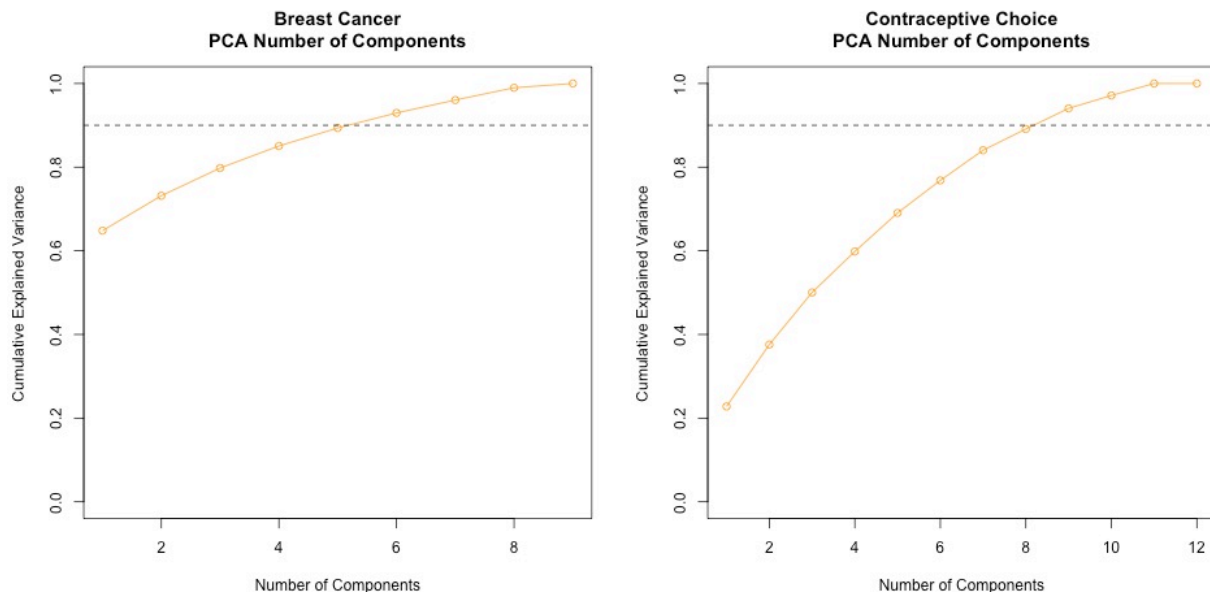 Breast Cancer
PCA Number of Components
Cumulative Explained Variance
1.0
0.8
0.6
0.4
0.2
0.0
2 4 6 8
Number of Components
Contraceptive Choice
PCA Number of Components
Cumulative Explained Variance
1.0
0.8
0.6
0.4
0.2
0.0
2 4 6 8 10 12
Number of Components